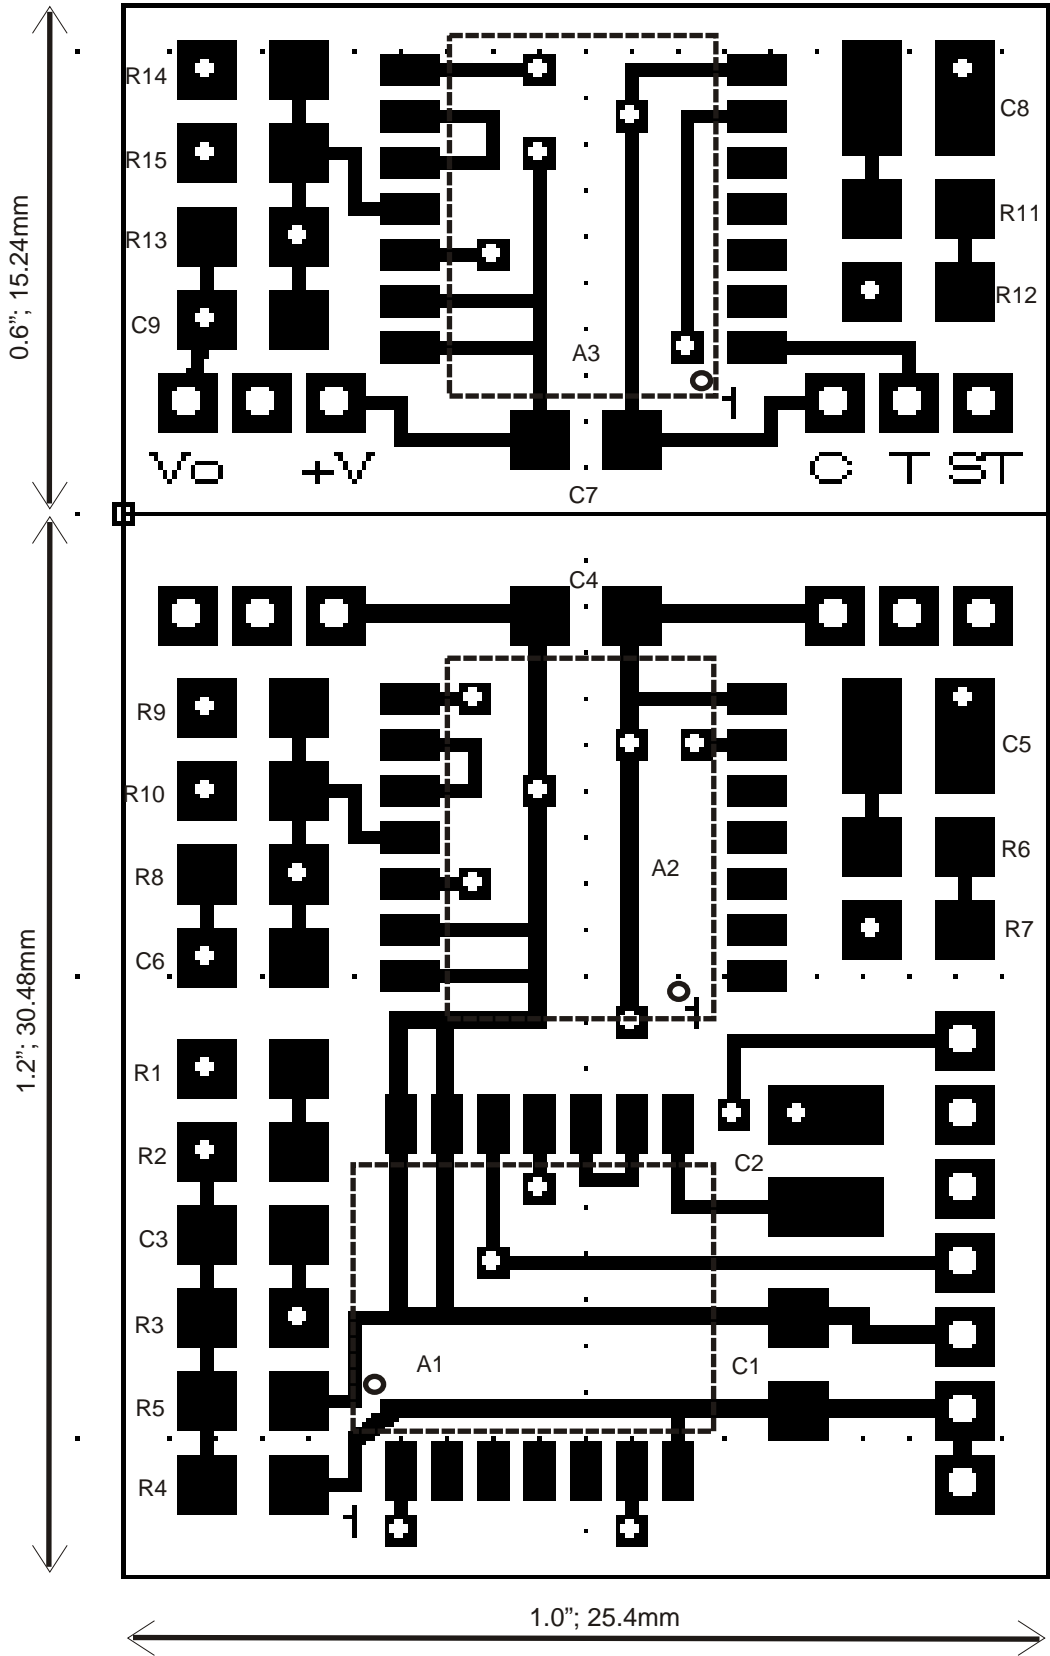 R14
C8
R15
R11
R13
R12
C9
A3
0.6”; 15.24mm
Vo +V C T ST
C7
C4
R9
C5
R10
R6
A2
R8
R7
C6
1.2”; 30.48mm
R1
R2
C2
C3
R3
A1
C1
R5
R4
1.0”; 25.4mm